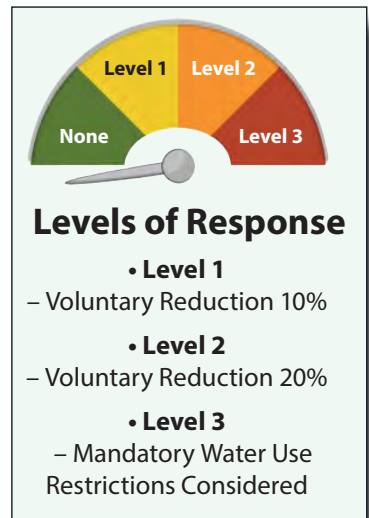 Level 1
Level 2
None
Level 3
Levels of Response
• Level 1
– Voluntary Reduction 10%
• Level 2
– Voluntary Reduction 20%
• Level 3
– Mandatory Water Use
Restrictions Considered